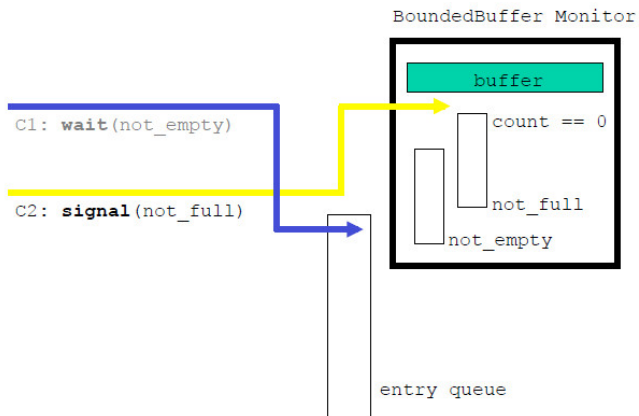 BoundedBuffer Monitor
buffer
C1: wait(not_empty)
count == 0
C2: signal(not_full)
not_full
not_empty
entry queue